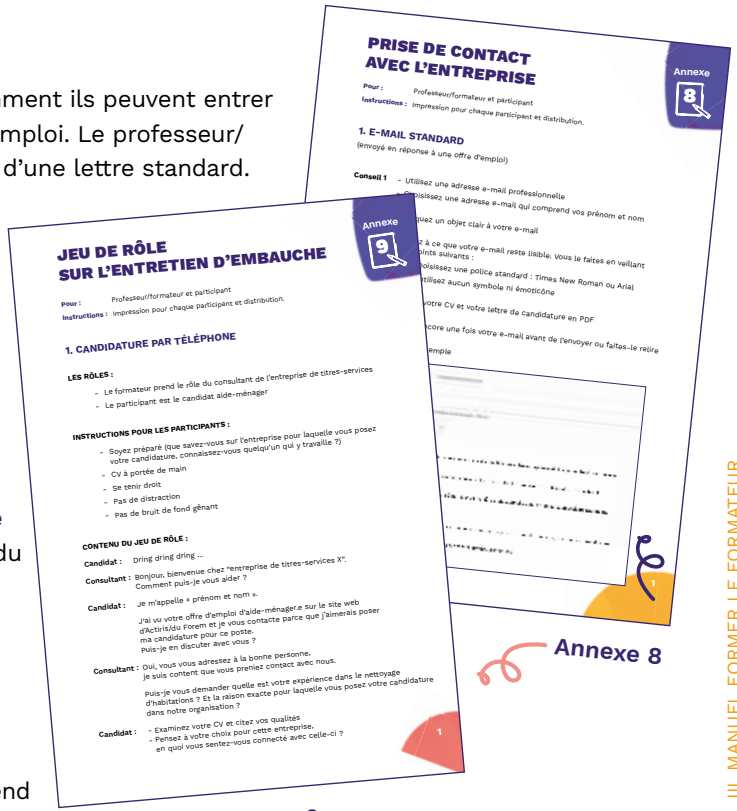 mment ils peuvent entrer
mploi. Le professeur/
d’une lettre standard.
du
end
PRISE DE CONTACT
AVEC L’ENTREPRISE
Annexe
8
Pour : Professeur/formateur et participant
Instructions : Impression pour chaque participant et distribution.
1. E-MAIL STANDARD
(envoyé en réponse à une offre d’emploi)
Conseil 1 - Utilisez une adresse e-mail professionnelle
- Choisissez une adresse e-mail qui comprend vos prénom et nom
quez un objet clair à votre e-mail
z à ce que votre e-mail reste lisible. Vous le faites en veillant
oints suivants :
oisissez une police standard : Times New Roman ou Arial
utilisez aucun symbole ni émoticône
votre CV et votre lettre de candidature en PDF
ncore une fois votre e-mail avant de l’envoyer ou faites-le relire
emple
1
Annexe 8
JEU DE RÔLE
SUR L’ENTRETIEN D’EMBAUCHE
Annexe
9
Pour : Professeur/formateur et participant
Instructions : Impression pour chaque participant et distribution.
1. CANDIDATURE PAR TÉLÉPHONE
LES RÔLES :
- Le formateur prend le rôle du consultant de l’entreprise de titres-services
- Le participant est le candidat aide-ménager
INSTRUCTIONS POUR LES PARTICIPANTS :
- Soyez préparé (que savez-vous sur l’entreprise pour laquelle vous posez
votre candidature, connaissez-vous quelqu’un qui y travaille ?)
- CV à portée de main
- Se tenir droit
- Pas de distraction
- Pas de bruit de fond gênant
CONTENU DU JEU DE RÔLE :
Candidat : Dring dring dring ...
Consultant : Bonjour, bienvenue chez “entreprise de titres-services X”.
Comment puis-je vous aider ?
Candidat : Je m’appelle « prénom et nom ».
J’ai vu votre offre d’emploi d’aide-ménager.e sur le site web
d’Actiris/du Forem et je vous contacte parce que j’aimerais poser
ma candidature pour ce poste.
Puis-je en discuter avec vous ?
Consultant : Oui, vous vous adressez à la bonne personne,
je suis content que vous preniez contact avec nous.
Puis-je vous demander quelle est votre expérience dans le nettoyage
d’habitations ? Et la raison exacte pour laquelle vous posez votre candidature
dans notre organisation ?
Candidat : - Examinez votre CV et citez vos qualités
- Pensez à votre choix pour cette entreprise,
en quoi vous sentez-vous connecté avec celle-ci ?
1
III. MANUEL FORMER LE FORMATEUR